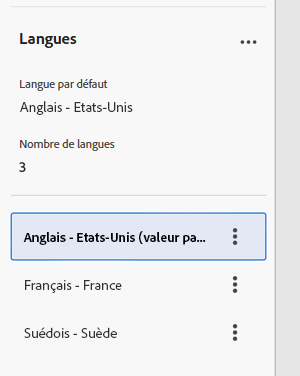 Langues
Langue par défaut
Anglais - Etats-Unis
Nombre de langues
3
Anglais - Etats-Unis (valeur pa...
Français - France
Suédois - Suède